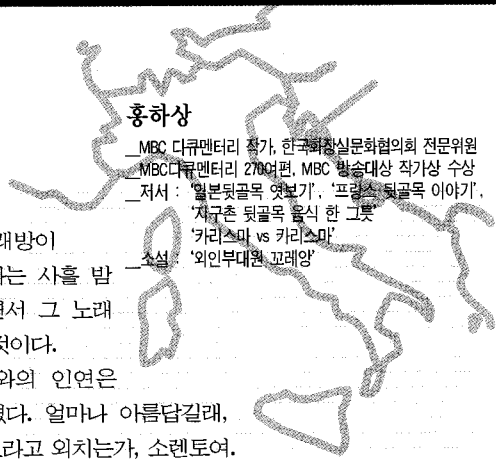 홍하상
_MBC 다큐멘터리 작가, 한국화장실문화협의회 전문위원
_MBC다큐멘터리 270여편, MBC 방송대상 작가상 수상
_저서 : '일본뒷골목 엿보기', '프랑스 뒷골목 이야기',
'지구촌 뒷골목 음식 한 그릇'
'카리스마 vs 카리스마'
_소설 : '외인부대원 꼬레앙'
래방이
하는 사흘 밤
면서 그 노래
것이다.
와의 인연은
였다. 얼마나 아름답길래,
라고 외치는가, 소렌토여.